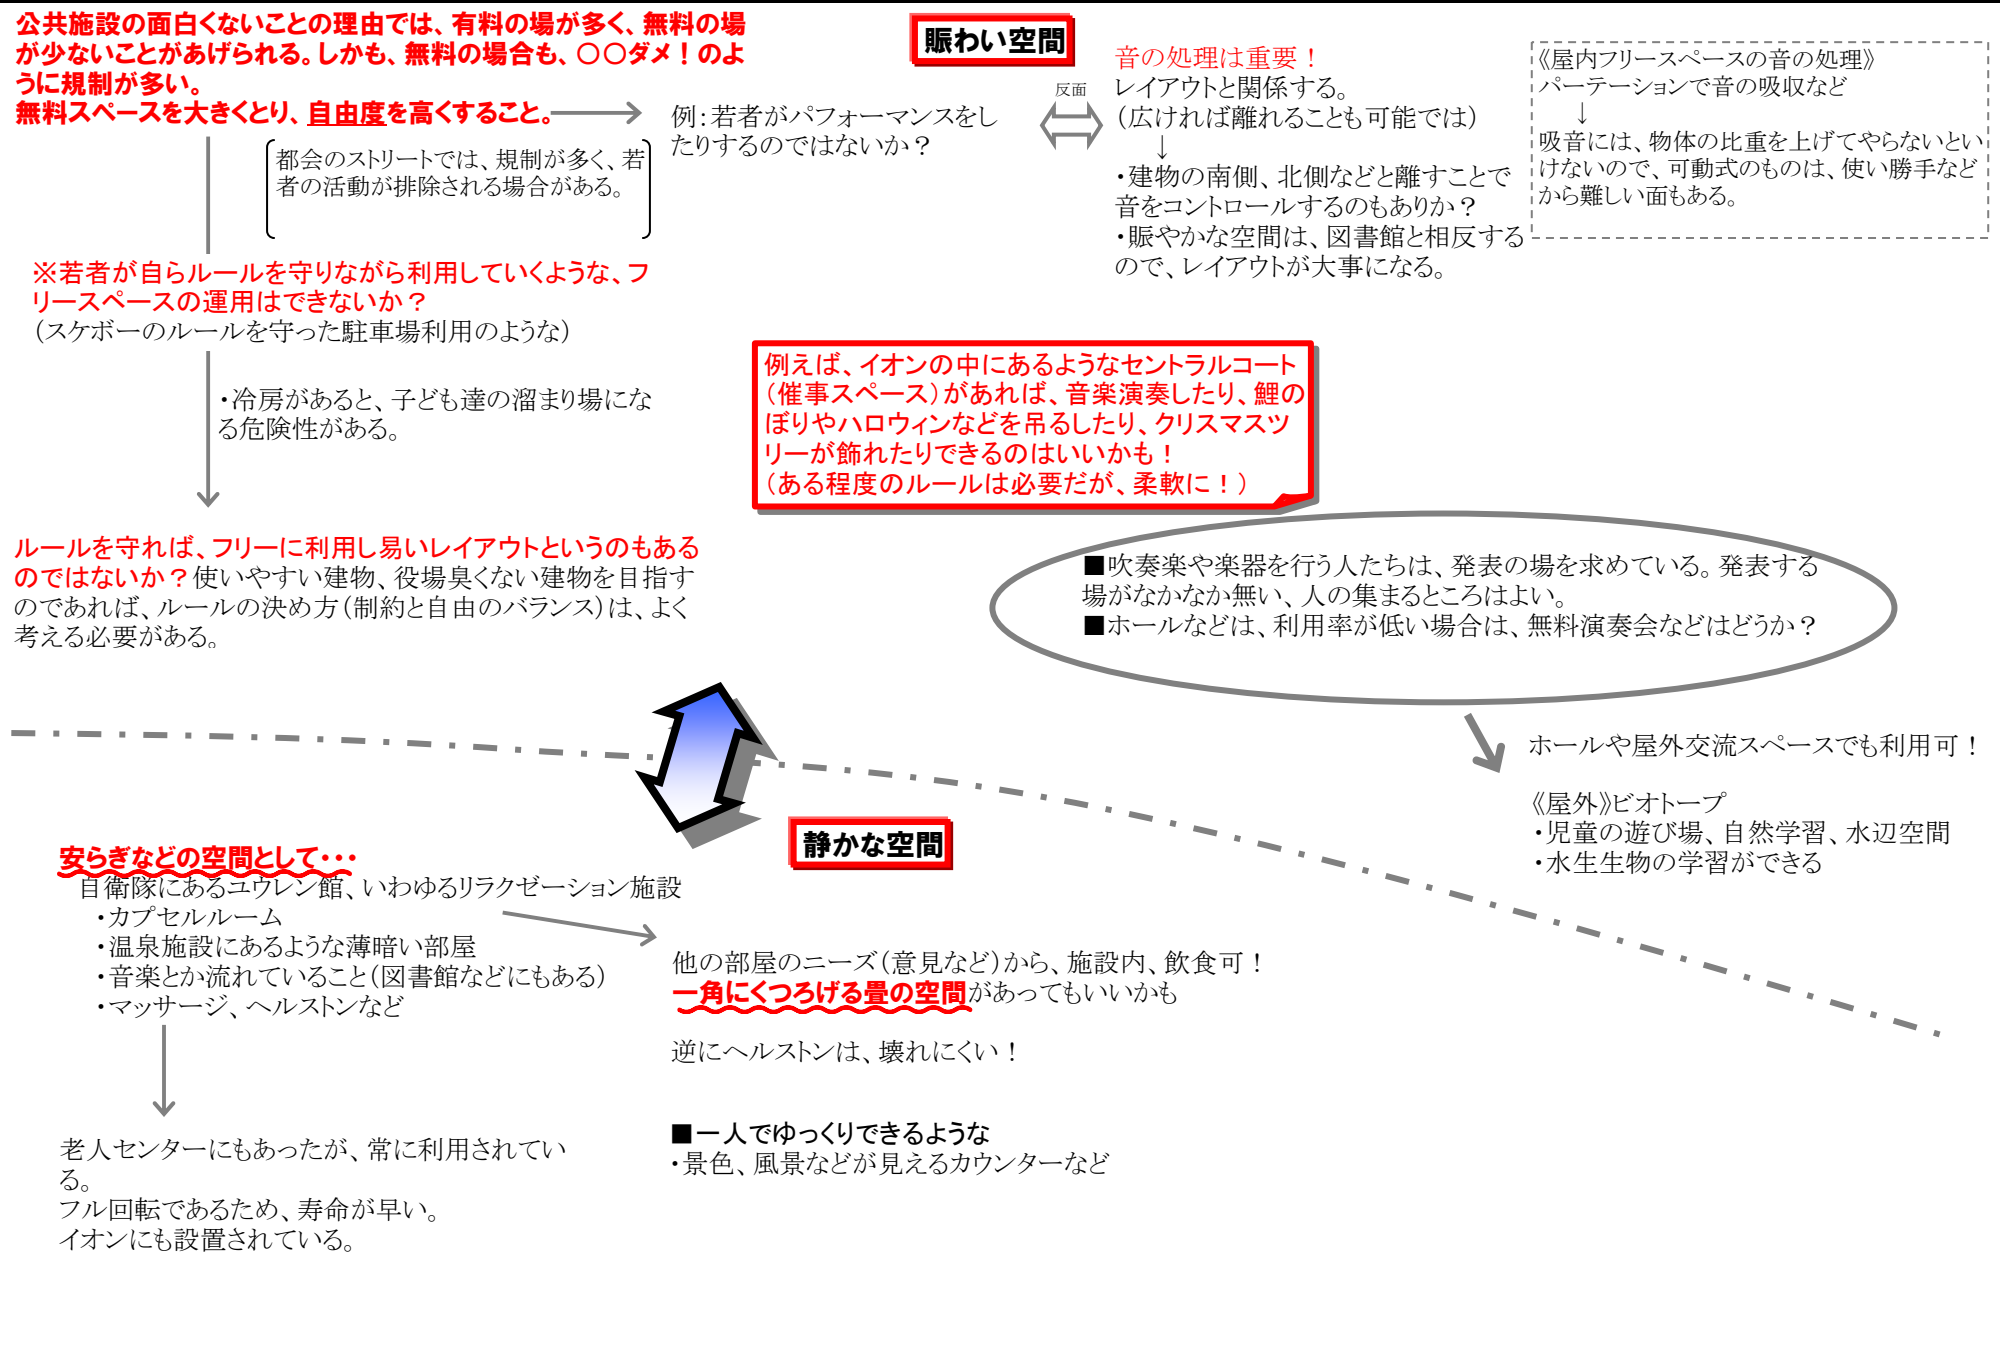 公共施設の面白くないことの理由では、有料の場が多く、無料の場
が少ないことがあげられる。しかも、無料の場合も、○○ダメ！のよ
うに規制が多い。
無料スペースを大きくとり、自由度を高くすること。
都会のストリートでは、規制が多く、若
者の活動が排除される場合がある。
※若者が自らルールを守りながら利用していくような、フ
リースペースの運用はできないか？
（スケボーのルールを守った駐車場利用のような）
・冷房があると、子ども達の溜まり場にな
る危険性がある。
ルールを守れば、フリーに利用し易いレイアウトというのもある
のではないか？使いやすい建物、役場臭くない建物を目指す
のであれば、ルールの決め方（制約と自由のバランス）は、よく
考える必要がある。
賑わい空間
例：若者がパフォーマンスをし
たりするのではないか？
反面
音の処理は重要！
レイアウトと関係する。
（広ければ離れることも可能では）
↓
・建物の南側、北側などと離すことで
音をコントロールするのもありか？
・賑やかな空間は、図書館と相反する
ので、レイアウトが大事になる。
《屋内フリースペースの音の処理》
パーテーションで音の吸収など
↓
吸音には、物体の比重を上げてやらないとい
けないので、可動式のものは、使い勝手など
から難しい面もある。
例えば、イオンの中にあるようなセントラルコート
（催事スペース）があれば、音楽演奏したり、鯉の
ぼりやハロウィンなどを吊るしたり、クリスマスツ
リーが飾れたりできるのはいいかも！
（ある程度のルールは必要だが、柔軟に！）
■吹奏楽や楽器を行う人たちは、発表の場を求めている。発表する
場がなかなか無い、人の集まるところはよい。
■ホールなどは、利用率が低い場合は、無料演奏会などはどうか？
ホールや屋外交流スペースでも利用可！
《屋外》ビオトープ
・児童の遊び場、自然学習、水辺空間
・水生生物の学習ができる
静かな空間
安らぎなどの空間として・・・
自衛隊にあるユウレン館、いわゆるリラクゼーション施設
・カプセルルーム
・温泉施設にあるような薄暗い部屋
・音楽とか流れていること（図書館などにもある）
・マッサージ、ヘルストンなど
老人センターにもあったが、常に利用されてい
る。
フル回転であるため、寿命が早い。
イオンにも設置されている。
他の部屋のニーズ（意見など）から、施設内、飲食可！
一角にくつろげる畳の空間があってもいいかも
逆にヘルストンは、壊れにくい！
■一人でゆっくりできるような
・景色、風景などが見えるカウンターなど